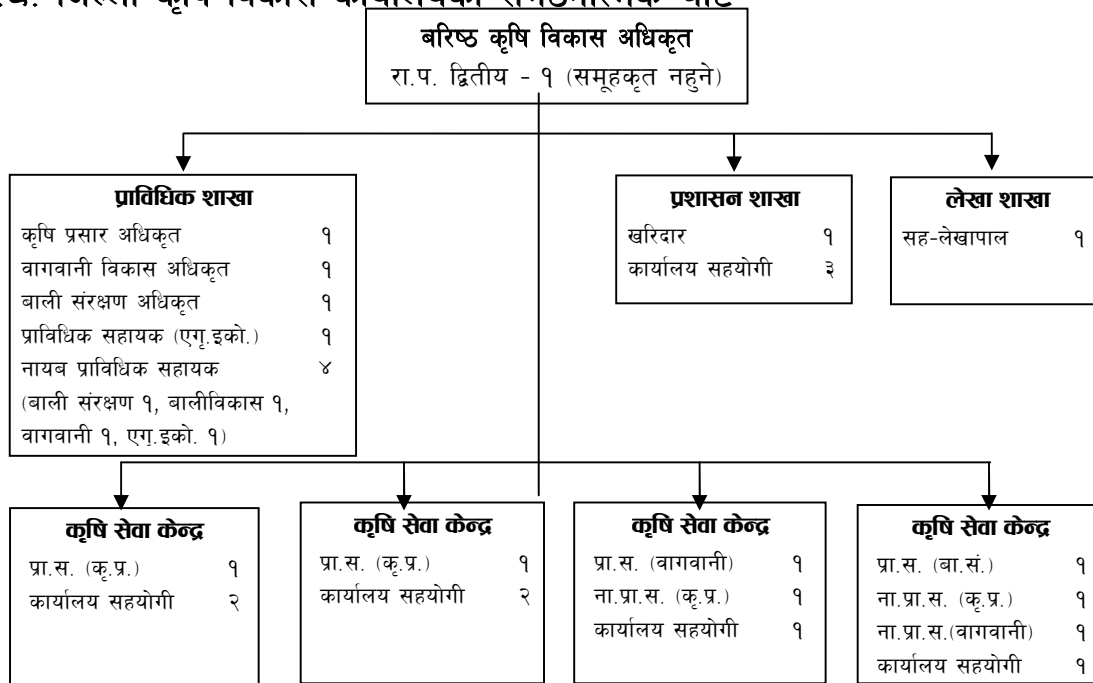 जिल्ला कृषि विकास कार्यालयको संगठनात्मक चार्ट
बरिष्ठ कृषि विकास अधिकृत
रा.प. द्वितीय - १ (समूहकृत नहुने)
प्राविधिक शाखा
कृषि प्रसार अधिकृत १
वागवानी विकास अधिकृत १
बाली संरक्षण अधिकृत १
प्राविधिक सहायक (एगृ.इको.) १
नायब प्राविधिक सहायक ४
(बाली संरक्षण १, बालीविकास १,
वागवानी १, एगृ.इको. १)
प्रशासन शाखा
खरिदार १
कार्यालय सहयोगी ३
लेखा शाखा
सह-लेखापाल १
कृषि सेवा केन्द्र
प्रा.स. (कृ.प्र.) १
कार्यालय सहयोगी २
कृषि सेवा केन्द्र
प्रा.स. (कृ.प्र.) १
कार्यालय सहयोगी २
कृषि सेवा केन्द्र
प्रा.स. (वागवानी) १
ना.प्रा.स. (कृ.प्र.) १
कार्यालय सहयोगी १
कृषि सेवा केन्द्र
प्रा.स. (बा.सं.) १
ना.प्रा.स. (कृ.प्र.) १
ना.प्रा.स.(वागवानी) १
कार्यालय सहयोगी १